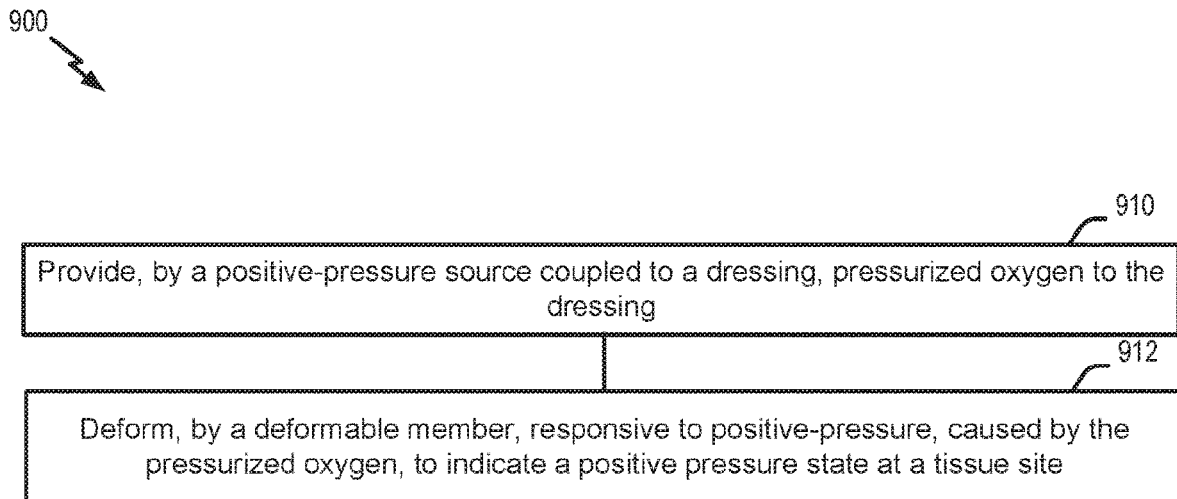 900
910
Provide, by a positive-pressure source coupled to a dressing, pressurized oxygen to the
dressing
912
Deform, by a deformable member, responsive to positive-pressure, caused by the
pressurized oxygen, to indicate a positive pressure state at a tissue site